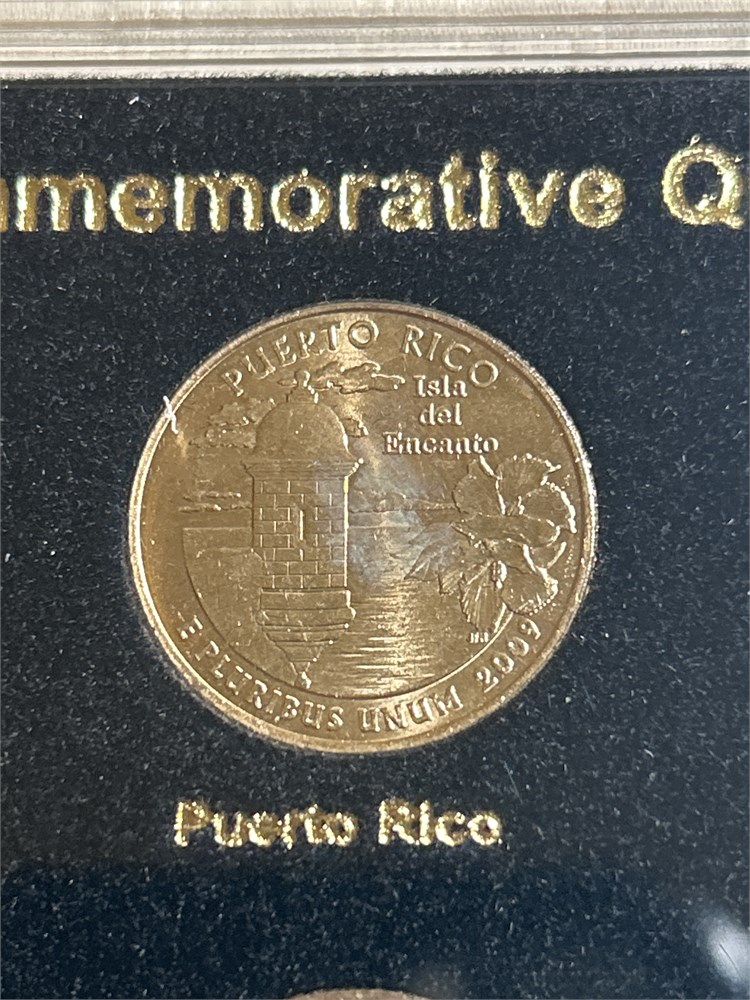 mmemorative Q
PUERTO RICO
Isla
del
Encanto
E PLURIBUS UNUM 2009
Puerto Rico